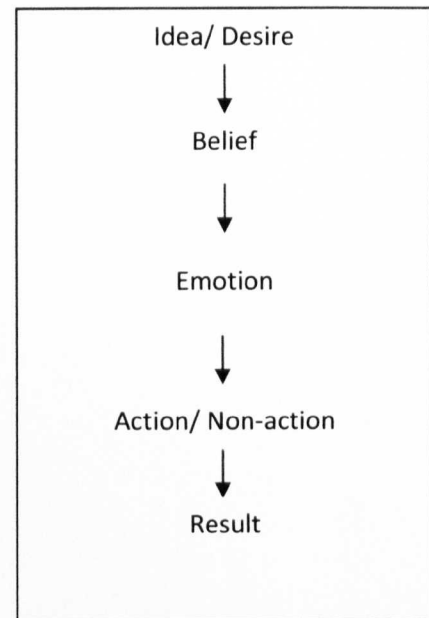 Idea/ Desire
Belief
Emotion
Action/ Non-action
Result